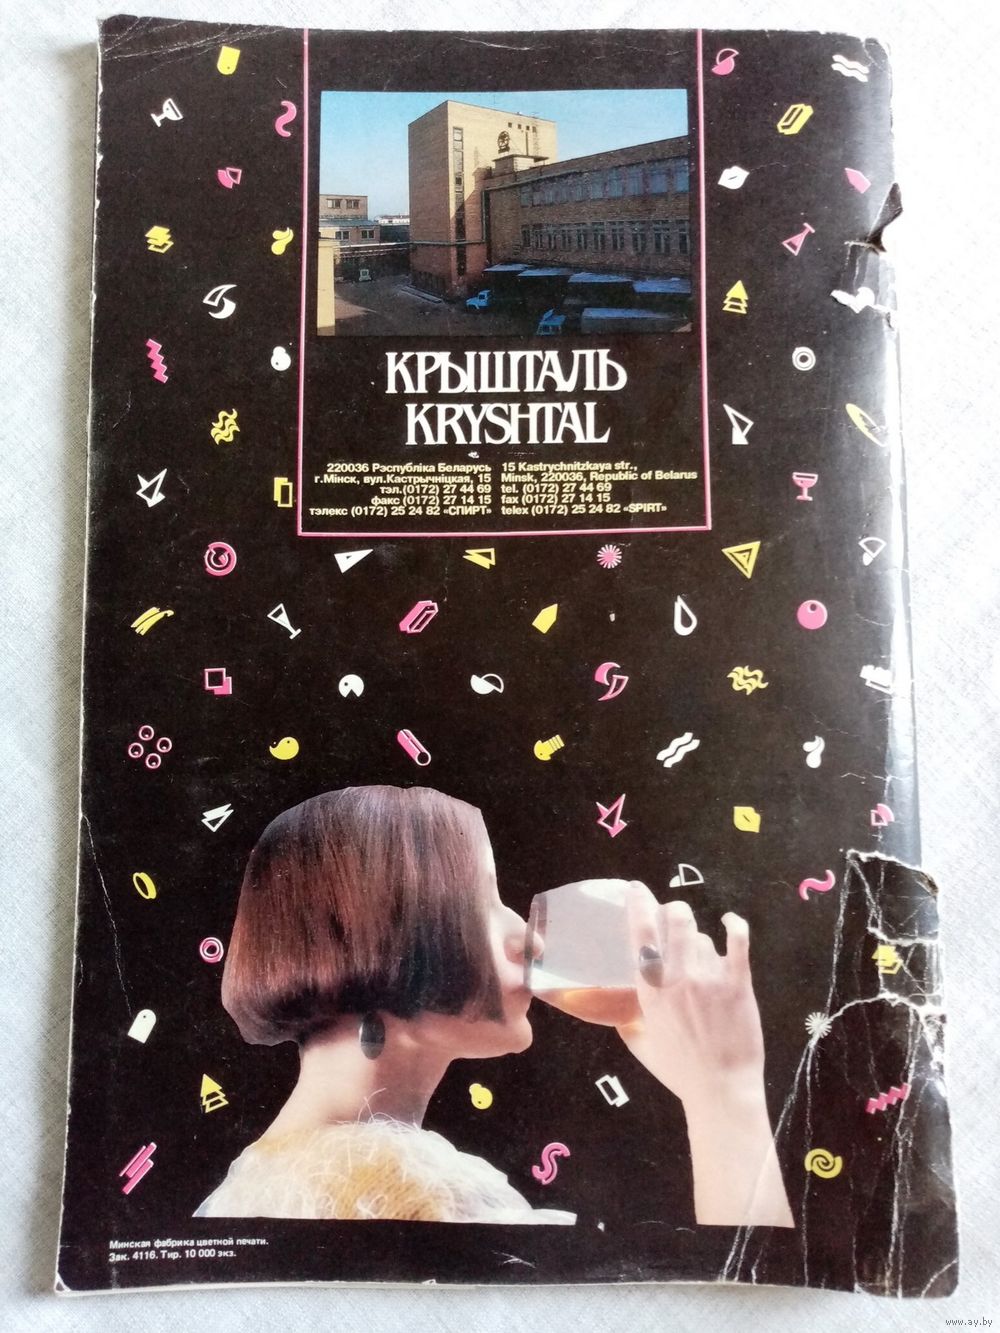 КРЫШТАЛЬ
KRYSHTAL
220036 Рэспубліка Беларусь
г.Мінск, вул.Кастрычніцкая, 15
тэл.(0172) 27 44 69
факс (0172) 27 14 15
тэлекс (0172) 25 24 82 «СПИРТ»
15 Kastrychnitzkaya str.,
Minsk, 220036, Republic of Belarus
tel. (0172) 27 44 69
fax (0172) 27 14 15
telex (0172) 25 24 82 «SPIRT»
Минская фабрика цветной печати.
Зак. 4116. Тир. 10 000 экз.
www.ay.by